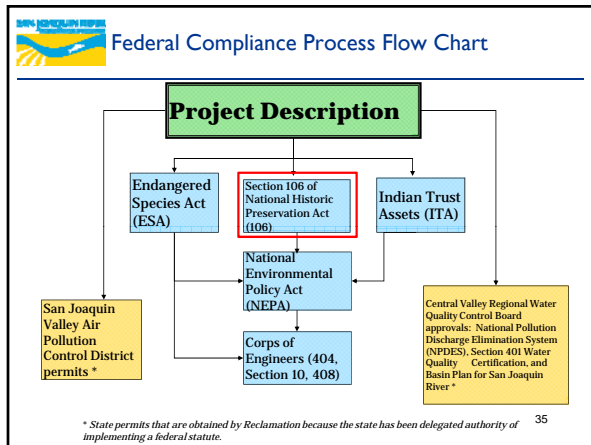 SAN JOAQUIN RIVER
Federal Compliance Process Flow Chart
Project Description
Endangered
Species Act
(ESA)
Section 106 of
National Historic
Preservation Act
(106)
Indian Trust
Assets (ITA)
National
Environmental
Policy Act
(NEPA)
San Joaquin
Valley Air
Pollution
Control District
permits *
Corps of
Engineers (404,
Section 10, 408)
Central Valley Regional Water
Quality Control Board
approvals: National Pollution
Discharge Elimination System
(NPDES), Section 401 Water
Quality Certification, and
Basin Plan for San Joaquin
River *
* State permits that are obtained by Reclamation because the state has been delegated authority of
implementing a federal statute.
35